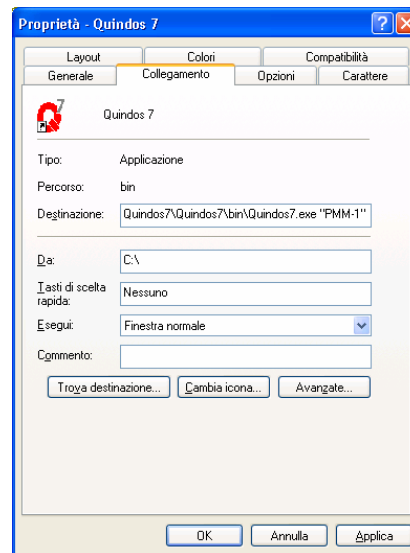 Proprietà - Quindos 7
Layout Colori Compatibilità
Generale Collegamento Opzioni Carattere
7
Quindos 7
Tipo: Applicazione
Percorso: bin
Destinazione: Quindos7\Quindos7\bin\Quindos7.exe "PMM-1"
Da: C:\
Tasti di scelta rapida: Nessuno
Esegui: Finestra normale
Commento:
Trova destinazione... Cambia icona... Avanzate...
OK Annulla Applica